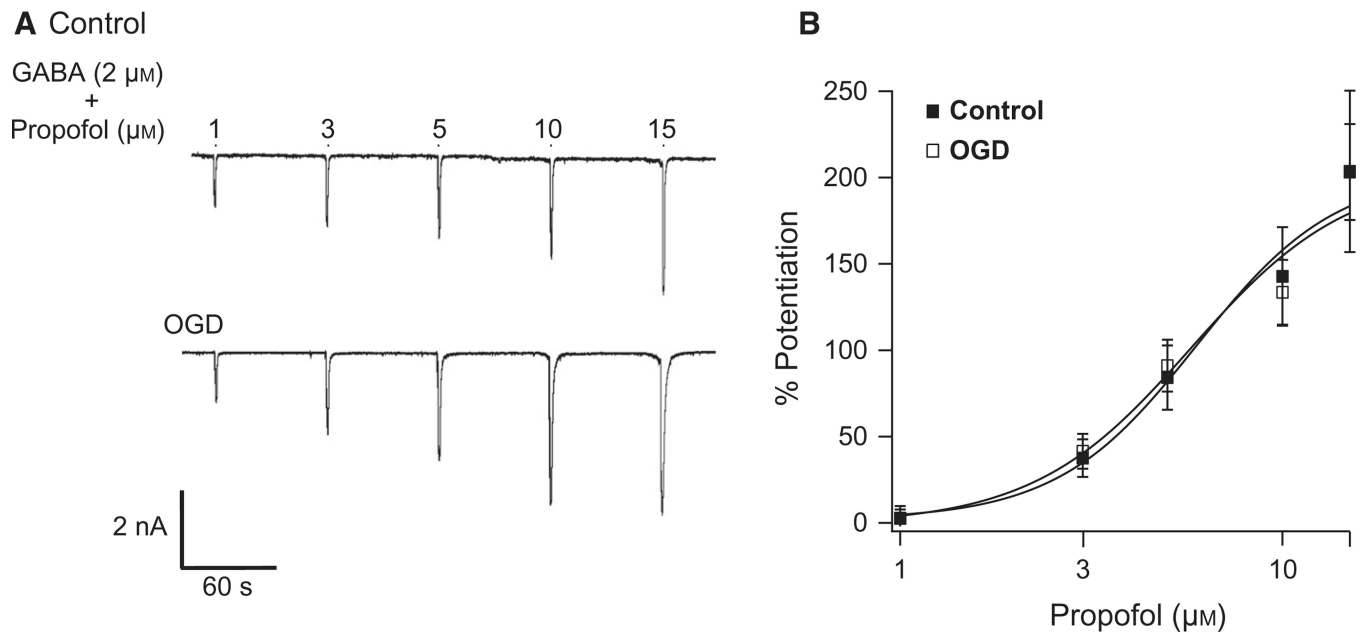 A Control
GABA (2 μM)
+
Propofol (μM) 1 3 5 10 15
OGD
2 nA
60 s
B
250
200
150
100
50
0
% Potentiation
Control
OGD
1 3 10
Propofol (μM)